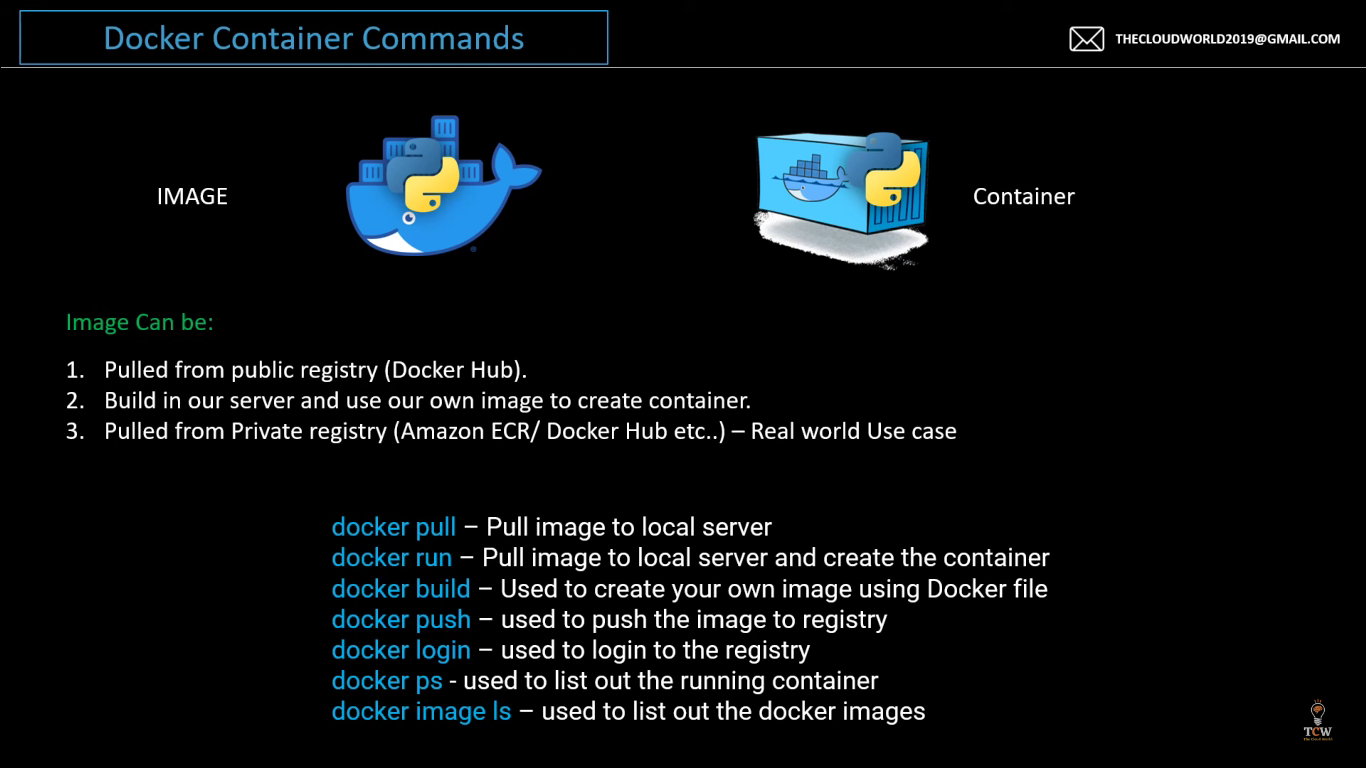 Docker Container Commands
THECLOUDWORLD2019@GMAIL.COM
IMAGE
Container
Image Can be:
1. Pulled from public registry (Docker Hub).
2. Build in our server and use our own image to create container.
3. Pulled from Private registry (Amazon ECR/ Docker Hub etc..) – Real world Use case
docker pull – Pull image to local server
docker run – Pull image to local server and create the container
docker build – Used to create your own image using Docker file
docker push – used to push the image to registry
docker login – used to login to the registry
docker ps - used to list out the running container
docker image ls – used to list out the docker images
TCW
The Cloud World